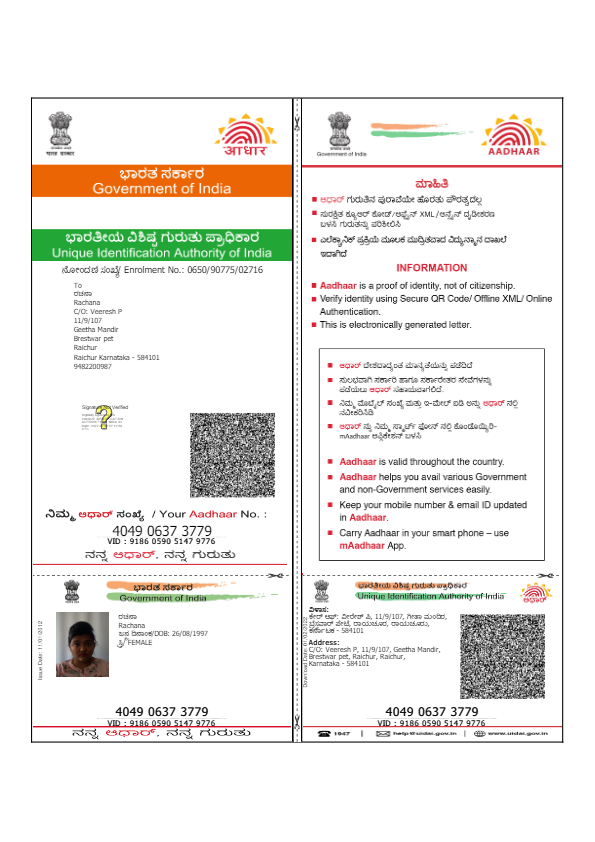 भारत सरकार
आधार
ಭಾರತ ಸರ್ಕಾರ
Government of India
ಭಾರತೀಯ ವಿಶಿಷ್ಟ ಗುರುತು ಪ್ರಾಧಿಕಾರ
Unique Identification Authority of India
ನೋಂದಣಿ ಸಂಖ್ಯೆ/ Enrolment No.: 0650/90775/02716
To
ರಚನಾ
Rachana
C/O: Veeresh P
11/9/107
Geetha Mandir
Brestwar pet
Raichur
Raichur Karnataka - 584101
9482200987
Signature Not Verified
?
ನಿಮ್ಮ ಆಧಾರ್ ಸಂಖ್ಯೆ / Your Aadhaar No. :
4049 0637 3779
VID : 9186 0590 5147 9776
ನನ್ನ ಆಧಾರ್, ನನ್ನ ಗುರುತು
Government of India
AADHAAR
ಮಾಹಿತಿ
ಆಧಾರ್ ಗುರುತಿನ ಪುರಾವೆಯೇ ಹೊರತು ಪೌರತ್ವದಲ್ಲ
ಸುರಕ್ಷಿತ ಕ್ಯೂಆರ್ ಕೋಡ್/ಆಫ್ಲೈನ್ XML /ಆನ್ಲೈನ್ ದೃಢೀಕರಣ
ಬಳಸಿ ಗುರುತನ್ನು ಪರಿಶೀಲಿಸಿ
ಎಲೆಕ್ಟ್ರಾನಿಕ್ ಪ್ರಕ್ರಿಯೆ ಮೂಲಕ ಮುದ್ರಿತವಾದ
ಇದಾಗಿದೆ
INFORMATION
Aadhaar is a proof of identity, not of citizenship.
Verify identity using Secure QR Code/ Offline XML/ Online
Authentication.
This is electronically generated letter.
ಆಧಾರ್ ದೇಶದಾದ್ಯಂತ ಮಾನ್ಯತೆಯನ್ನು ಪಡೆದಿದೆ
ಸುಲಭವಾಗಿ ಸರ್ಕಾರಿ ಹಾಗೂ ಸರ್ಕಾರೇತರ ಸೇವೆಗಳನ್ನು
ಪಡೆಯಲು ಆಧಾರ್ ಸಹಾಯವಾಗಲಿದೆ.
ನಿಮ್ಮ ಮೊಬೈಲ್ ಸಂಖ್ಯೆ ಮತ್ತು ಇ-ಮೇಲ್ ಐಡಿ ಅನ್ನು ಆಧಾರ್ ನಲ್ಲಿ
ನವೀಕರಿಸಿಡಿ
ಆಧಾರ್ ನ್ನು ನಿಮ್ಮ ಸ್ಮಾರ್ಟ್ ಫೋನ್ ನಲ್ಲಿ ಕೊಂಡೊಯ್ಯಿರಿ-
mAadhaar ಅಪ್ಲಿಕೇಶನ್ ಬಳಸಿ
Aadhaar is valid throughout the country.
Aadhaar helps you avail various Government
and non-Government services easily.
Keep your mobile number & email ID updated
in Aadhaar.
Carry Aadhaar in your smart phone – use
mAadhaar App.
ಭಾರತ ಸರ್ಕಾರ
Government of India
Issue Date: 11/01/2012
ರಚನಾ
Rachana
ಜನ್ಮ ದಿನಾಂಕ/DOB: 26/08/1997
ಸ್ತ್ರೀ/ FEMALE
4049 0637 3779
VID : 9186 0590 5147 9776
ನನ್ನ ಆಧಾರ್, ನನ್ನ ಗುರುತು
ಭಾರತೀಯ ವಿಶಿಷ್ಟ ಗುರುತು ಪ್ರಾಧಿಕಾರ
Unique Identification Authority of India
ಆಧಾರ್
ವಿಳಾಸ:
ಕೇರ್ ಆಫ್: ವೀರೇಶ್ ಪಿ, 11/9/107, ಗೀತಾ ಮಂದಿರ,
ಬ್ರೆಸ್ಟವಾರ್ ಪೇಟೆ, ರಾಯಚೂರ, ರಾಯಚೂರು,
ಕರ್ನಾಟಕ - 584101
Address:
C/O: Veeresh P, 11/9/107, Geetha Mandir,
Brestwar pet, Raichur, Raichur,
Karnataka - 584101
4049 0637 3779
VID : 9186 0590 5147 9776
1947 | help@uidai.gov.in | www.uidai.gov.in